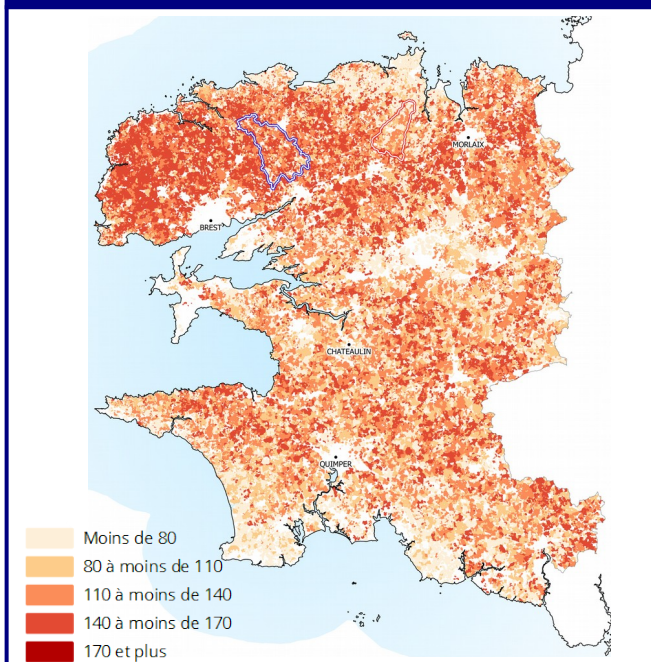 MORLAIX
BREST
CHATEAULIN
QUIMPER
Moins de 80
80 à moins de 110
110 à moins de 140
140 à moins de 170
170 et plus